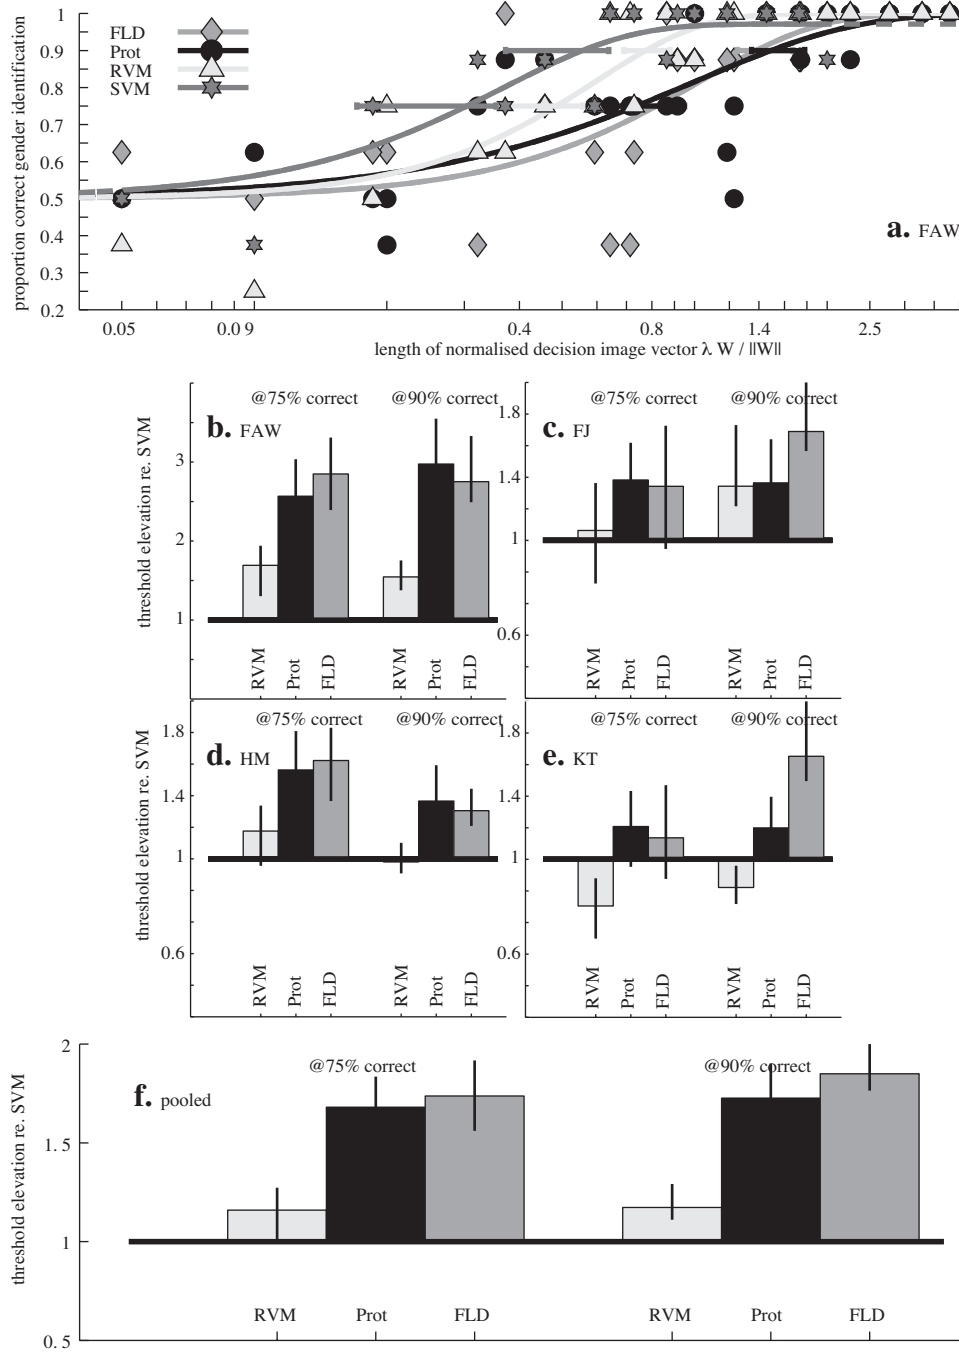 proportion correct gender identification
1
0.9
0.8
0.7
0.6
0.5
0.4
0.3
0.2
FLD
Prot
RVM
SVM
a. FAW
0.05 0.09 0.4 0.8 1.4 2.5
length of normalised decision image vector λ W / ||W||
threshold elevation re. SVM
3
2
1
b. FAW
@75% correct @90% correct
RVM Prot FLD RVM Prot FLD
1.8
1.4
1
0.6
c. FJ
@75% correct @90% correct
RVM Prot FLD RVM Prot FLD
threshold elevation re. SVM
1.8
1.4
1
0.6
d. HM
@75% correct @90% correct
RVM Prot FLD RVM Prot FLD
1.8
1.4
1
0.6
e. KT
@75% correct @90% correct
RVM Prot FLD RVM Prot FLD
threshold elevation re. SVM
2
1.5
1
0.5
f. pooled
@75% correct @90% correct
RVM Prot FLD RVM Prot FLD